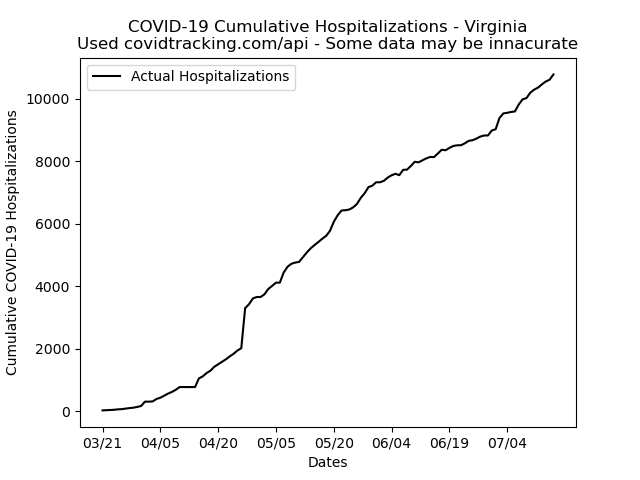 COVID-19 Cumulative Hospitalizations - Virginia
Used covidtracking.com/api - Some data may be innacurate
Actual Hospitalizations
Cumulative COVID-19 Hospitalizations
10000
8000
6000
4000
2000
0
03/21 04/05 04/20 05/05 05/20 06/04 06/19 07/04
Dates